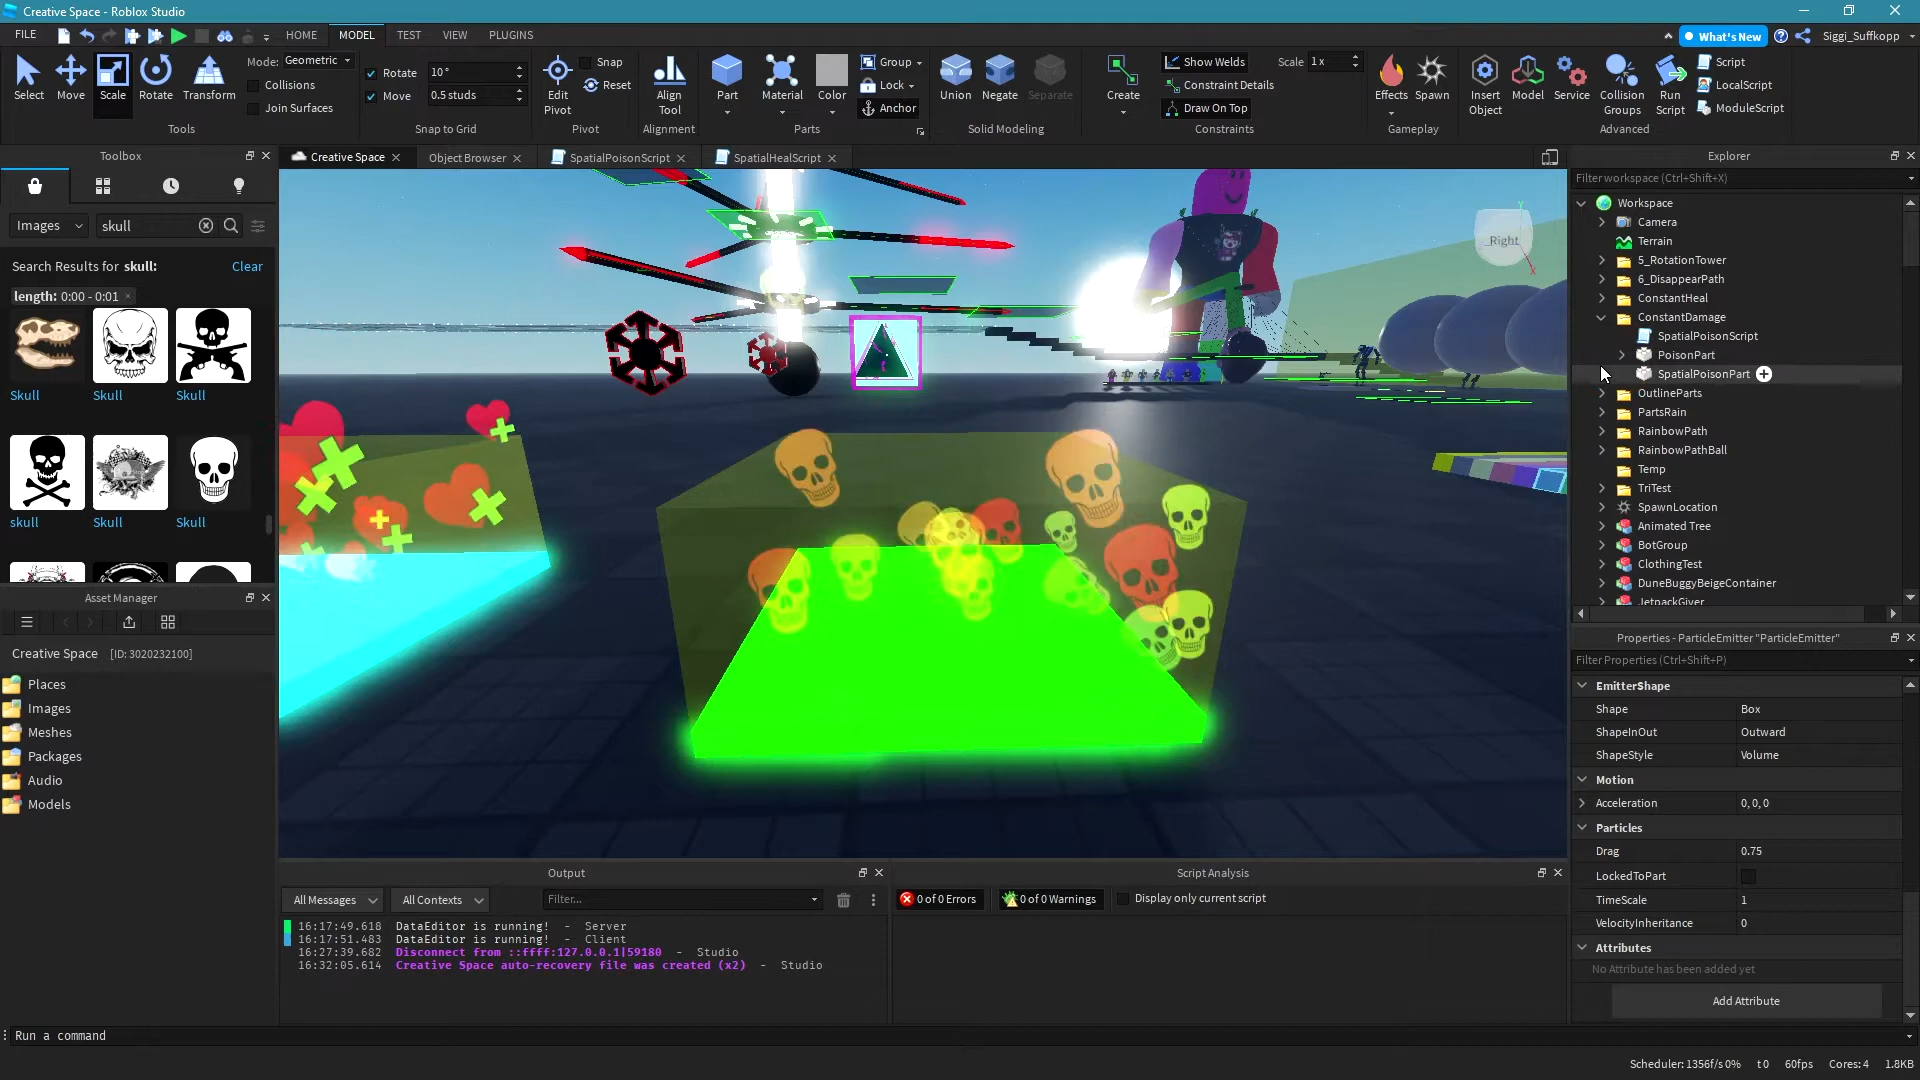 Creative Space - Roblox Studio
FILE
HOME
MODEL
TEST
VIEW
PLUGINS
What's New
Siggi_Suffkopp
Select
Move
Scale
Rotate
Transform
Mode:
Geometric
Collisions
Join Surfaces
Tools
Rotate
10°
Move
0.5 studs
Snap to Grid
Edit
Pivot
Snap
Reset
Pivot
Align
Tool
Alignment
Part
Material
Color
Group
Lock
Anchor
Parts
Union
Negate
Separate
Solid Modeling
Create
Show Welds
Constraint Details
Draw On Top
Scale
1 x
Constraints
Effects
Spawn
Gameplay
Insert
Object
Model
Service
Collision
Groups
Run
Script
Script
LocalScript
ModuleScript
Advanced
Toolbox
Images
skull
Search Results for skull:
Clear
length: 0:00 - 0:01
Skull
Skull
Skull
skull
Skull
Skull
Asset Manager
Creative Space
[ID: 3020232100]
Places
Images
Meshes
Packages
Audio
Models
Creative Space
Object Browser
SpatialPoisonScript
SpatialHealScript
Right
Y
Output
All Messages
All Contexts
Filter...
16:17:49.618 DataEditor is running! - Server
16:17:51.483 DataEditor is running! - Client
16:27:39.682 Disconnect from ::ffff:127.0.0.1|59180 - Studio
16:32:05.614 Creative Space auto-recovery file was created (x2) - Studio
Script Analysis
0 of 0 Errors
0 of 0 Warnings
Display only current script
Explorer
Filter workspace (Ctrl+Shift+X)
Workspace
Camera
Terrain
5_RotationTower
6_DisappearPath
ConstantHeal
ConstantDamage
SpatialPoisonScript
PoisonPart
SpatialPoisonPart
OutlineParts
PartsRain
RainbowPath
RainbowPathBall
Temp
TriTest
SpawnLocation
Animated Tree
BotGroup
ClothingTest
DuneBuggyBeigeContainer
JetpackGiver
Properties - ParticleEmitter "ParticleEmitter"
Filter Properties (Ctrl+Shift+P)
EmitterShape
Shape Box
ShapeInOut Outward
ShapeStyle Volume
Motion
Acceleration 0, 0, 0
Particles
Drag 0.75
LockedToPart
TimeScale 1
VelocityInheritance 0
Attributes
No Attribute has been added yet
Add Attribute
Run a command
Scheduler: 1356f/s 0% t 0 60fps Cores: 4 1.8KB